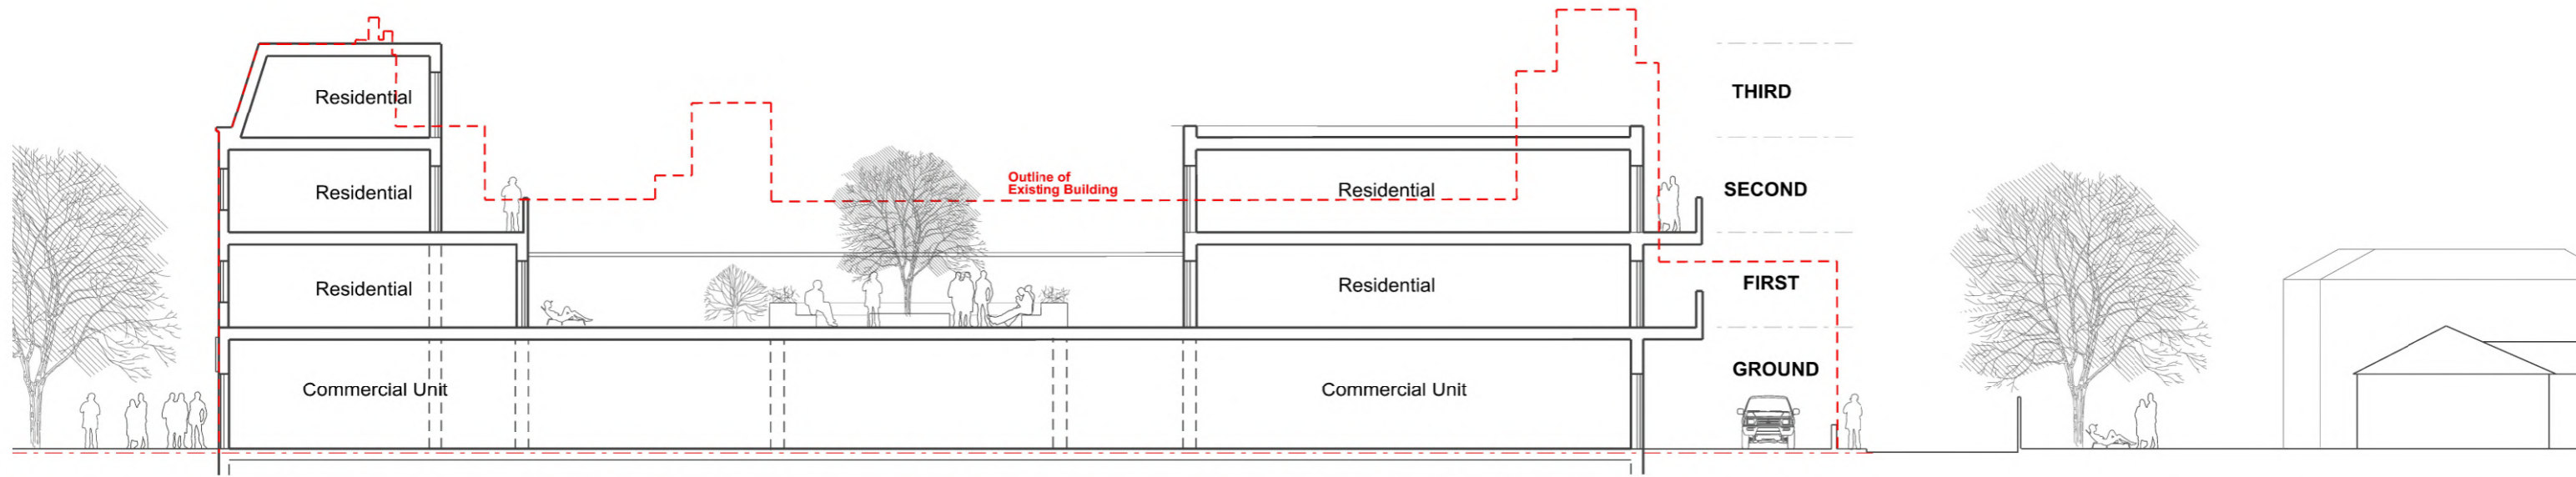 Residential
THIRD
Outline of
Existing Building
Residential
Residential
SECOND
Residential
Residential
FIRST
Commercial Unit
Commercial Unit
GROUND